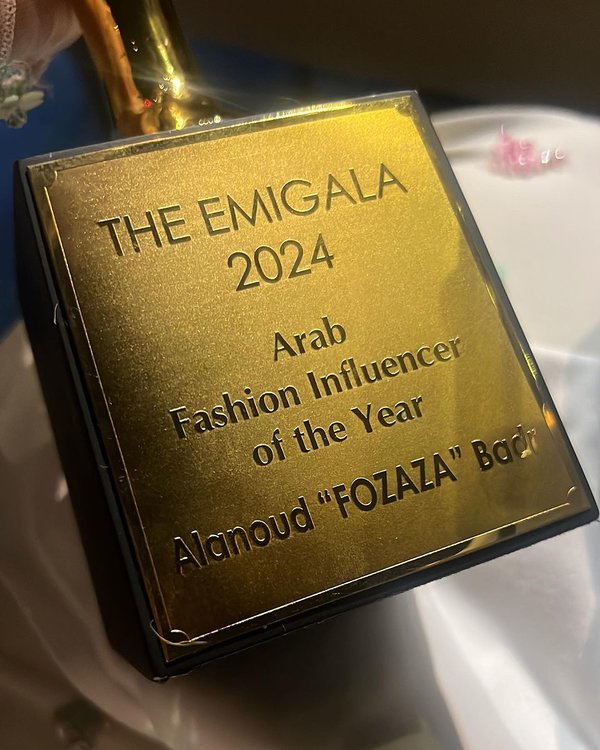 THE EMIGALA
2024
Arab
Fashion Influencer
of the Year
Alanoud “FOZAZA” Badr